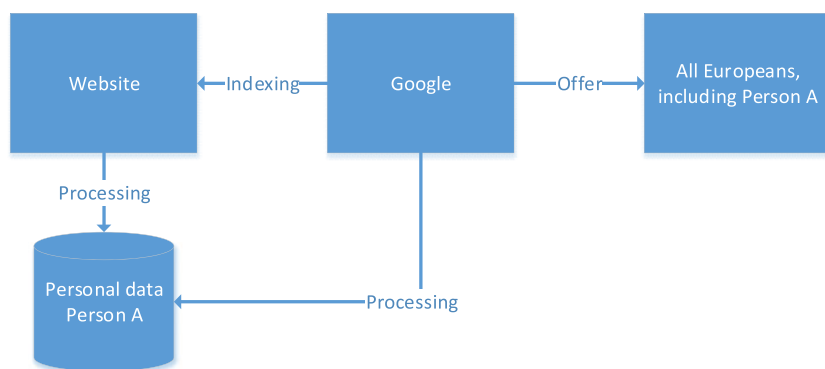 Website
Indexing
Google
Offer
All Europeans,
including Person A
Processing
Personal data
Person A
Processing